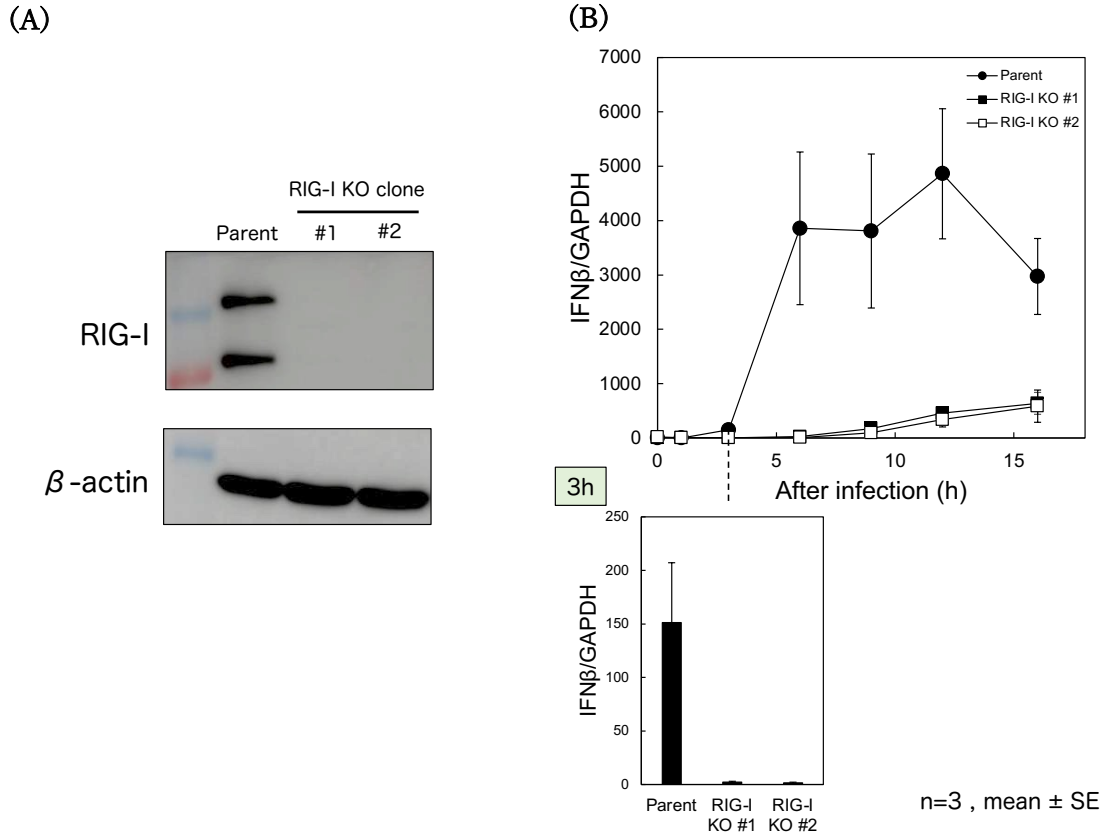 (A)
RIG-I KO clone
Parent #1 #2
RIG-I
β-actin
(B)
7000
6000
5000
4000
3000
2000
1000
0
IFNβ/GAPDH
Parent
RIG-I KO #1
RIG-I KO #2
0 5 10 15
After infection (h)
3h
250
200
150
100
50
0
IFNβ/GAPDH
Parent RIG-I RIG-I
KO #1 KO #2
n=3 , mean ± SE